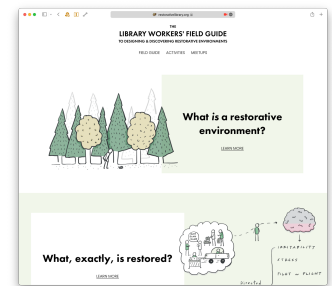 restorativelibrary.org
THE
LIBRARY WORKERS' FIELD GUIDE
TO DESIGNING & DISCOVERING RESTORATIVE ENVIRONMENTS
FIELD GUIDE ACTIVITIES MEETUPS
What is a restorative
environment?
LEARN MORE
What, exactly, is restored?
LEARN MORE
IRRITABILITY
STRESS
FIGHT or FLIGHT
Directed